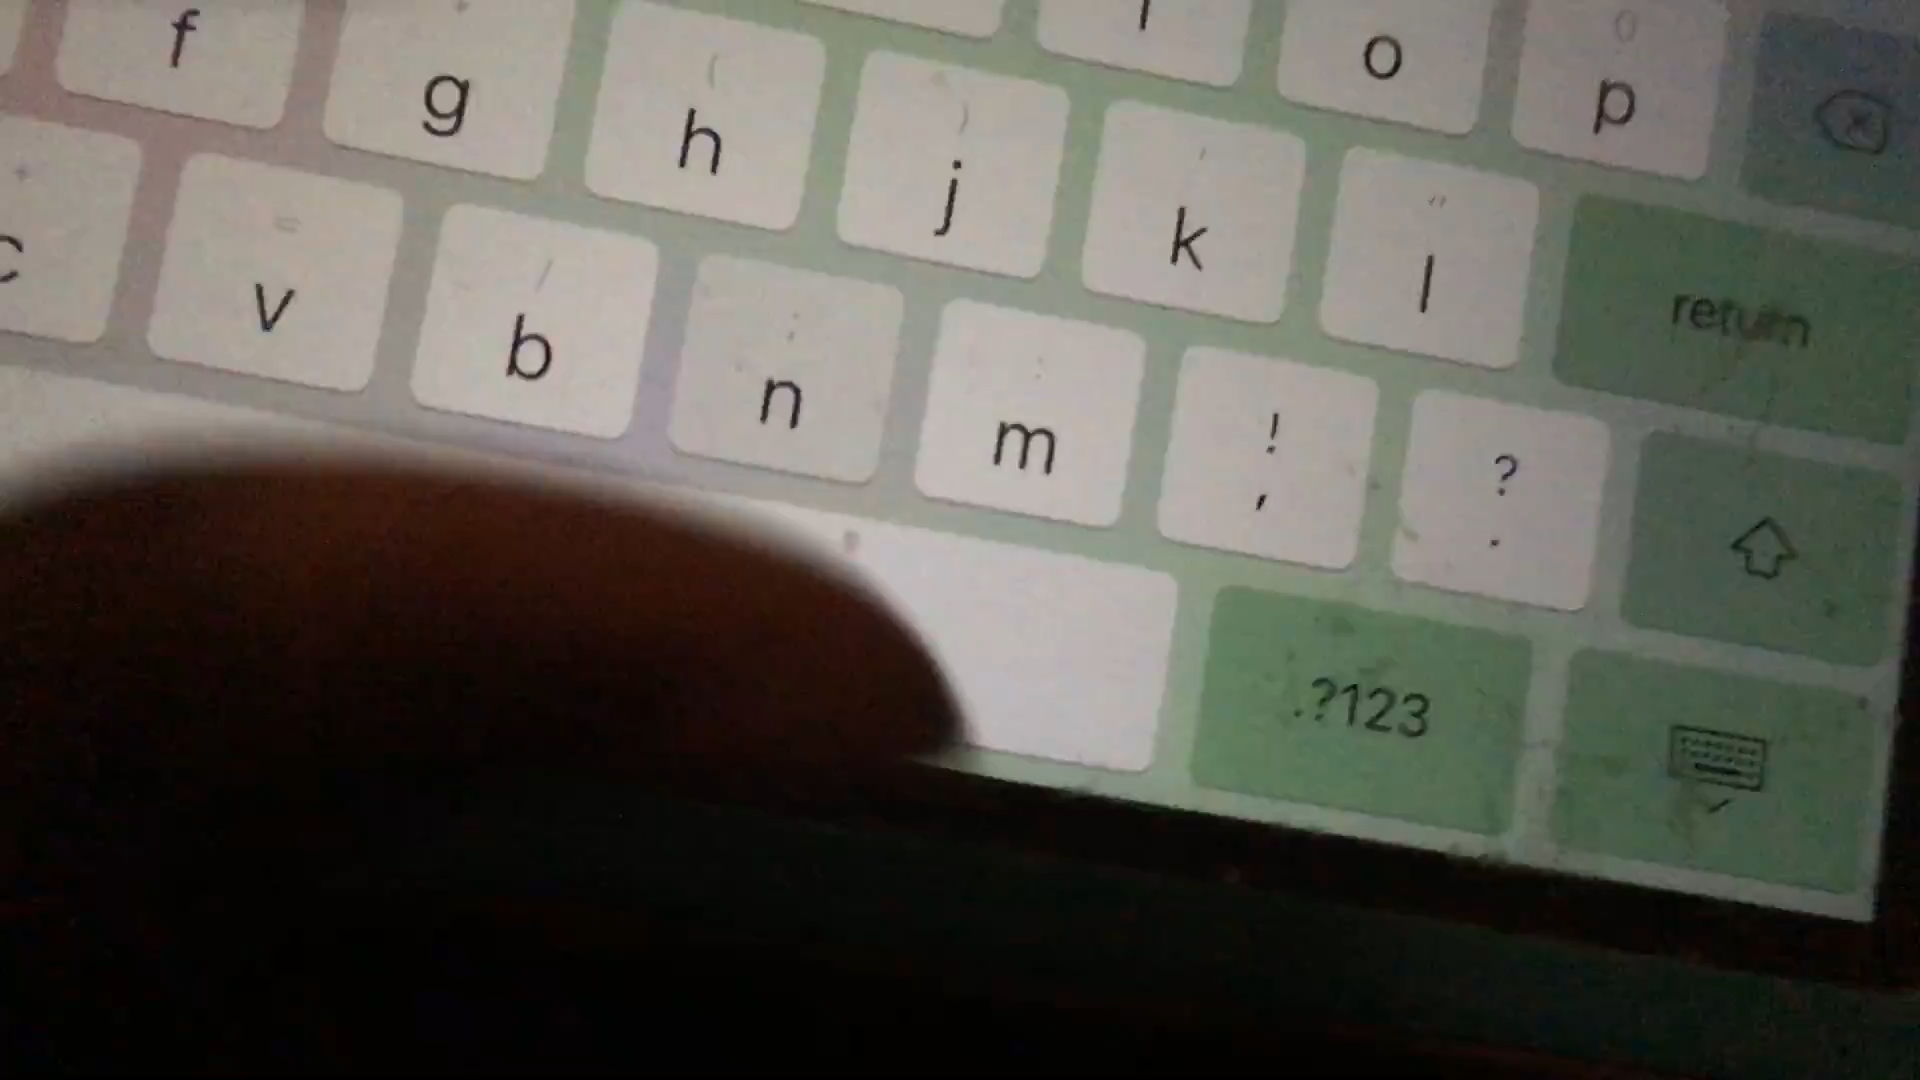 o p
f g h j k l return
v b n m ! , ? .
.?123